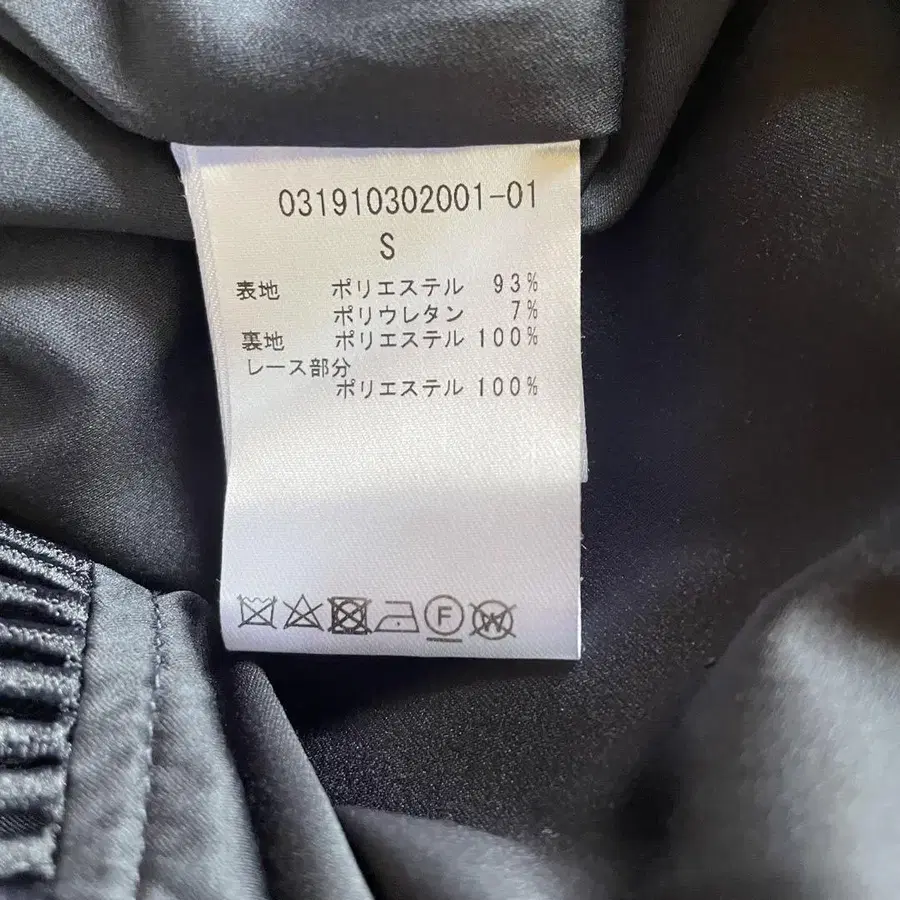 031910302001-01
S
表地 ポリエステル 93%
ポリウレタン 7%
裏地 ポリエステル 100%
レース部分
ポリエステル 100%
F W